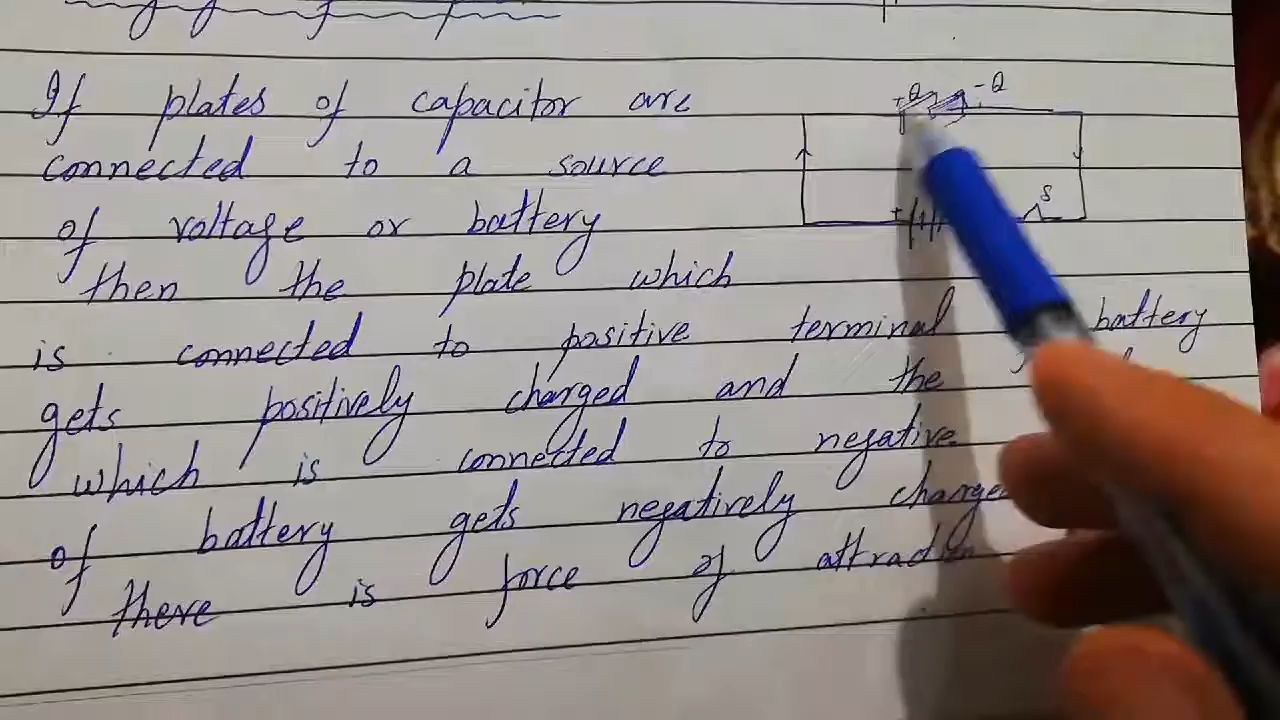 If plates of capacitor are
connected to a source
of voltage or battery
then the plate which
is connected to positive terminal battery
gets positively charged and the
which is connected to negative
of battery gets negatively charged
there is force of attraction
+Q -Q
+ S